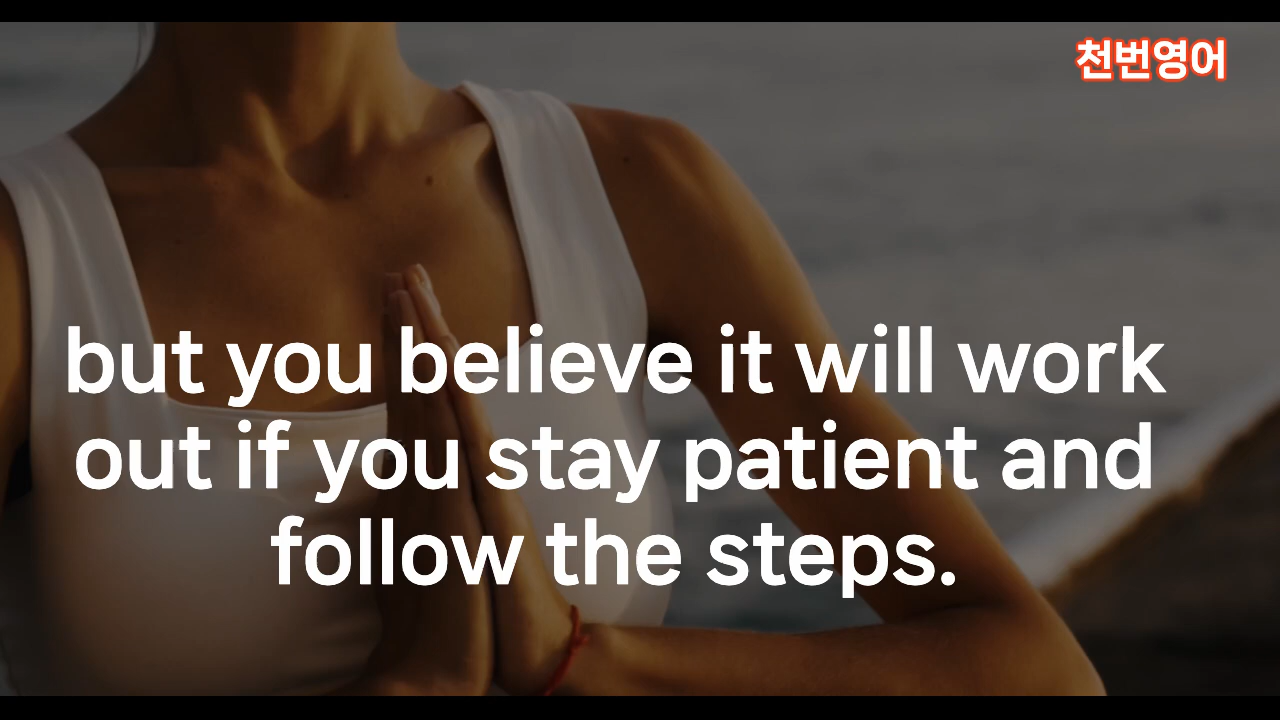 천번영어
but you believe it will work
out if you stay patient and
follow the steps.